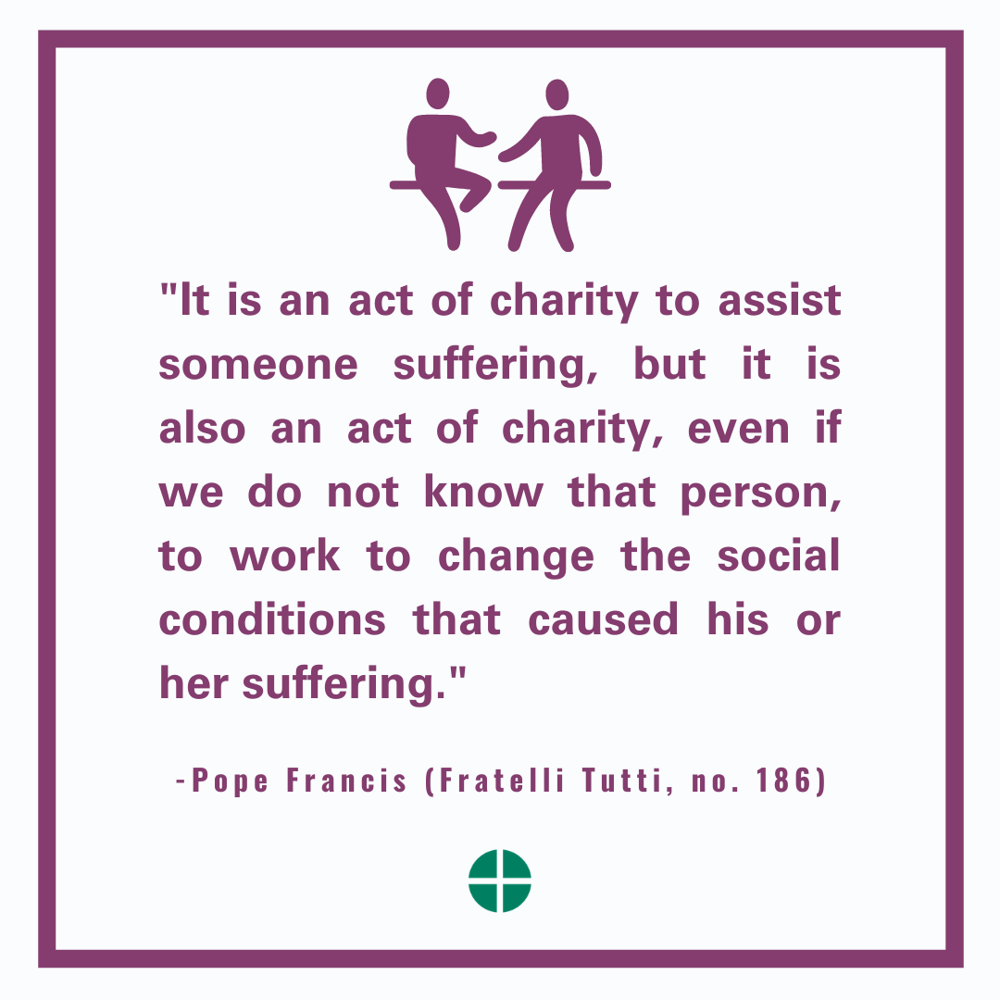 "It is an act of charity to assist
someone suffering, but it is
also an act of charity, even if
we do not know that person,
to work to change the social
conditions that caused his or
her suffering."
-Pope Francis (Fratelli Tutti, no. 186)